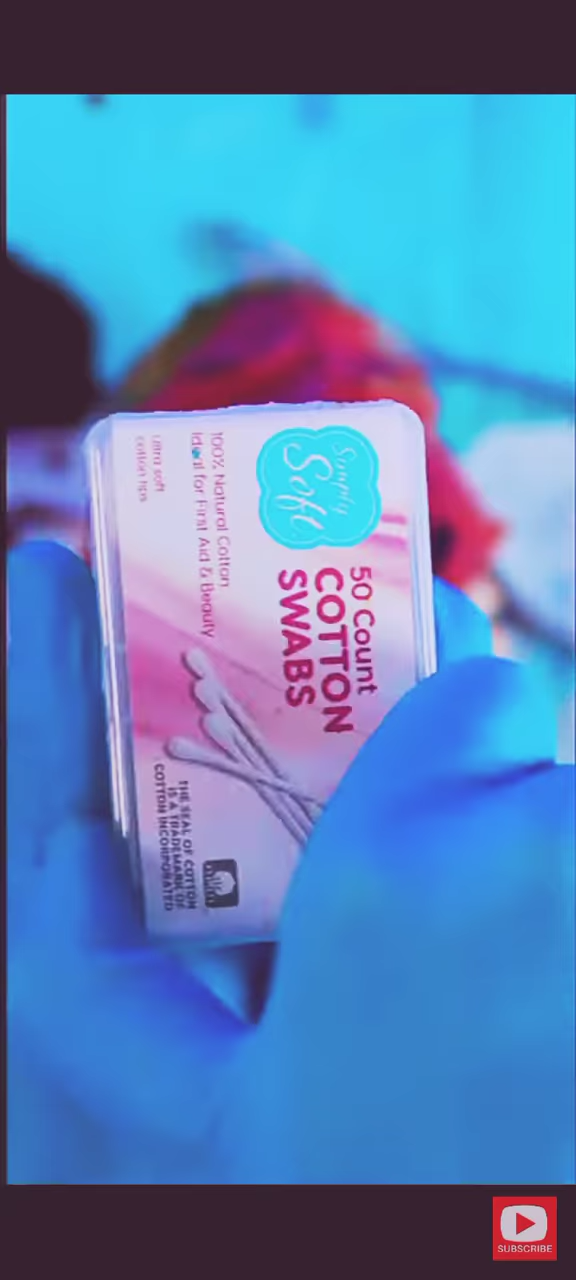 Simply
Soft
50 Count
COTTON
SWABS
100% Natural Cotton
Ideal for First Aid & Beauty
ultra soft
cotton tips
THE SEAL OF COTTON
IS A TRADEMARK OF
COTTON INCORPORATED
SUBSCRIBE